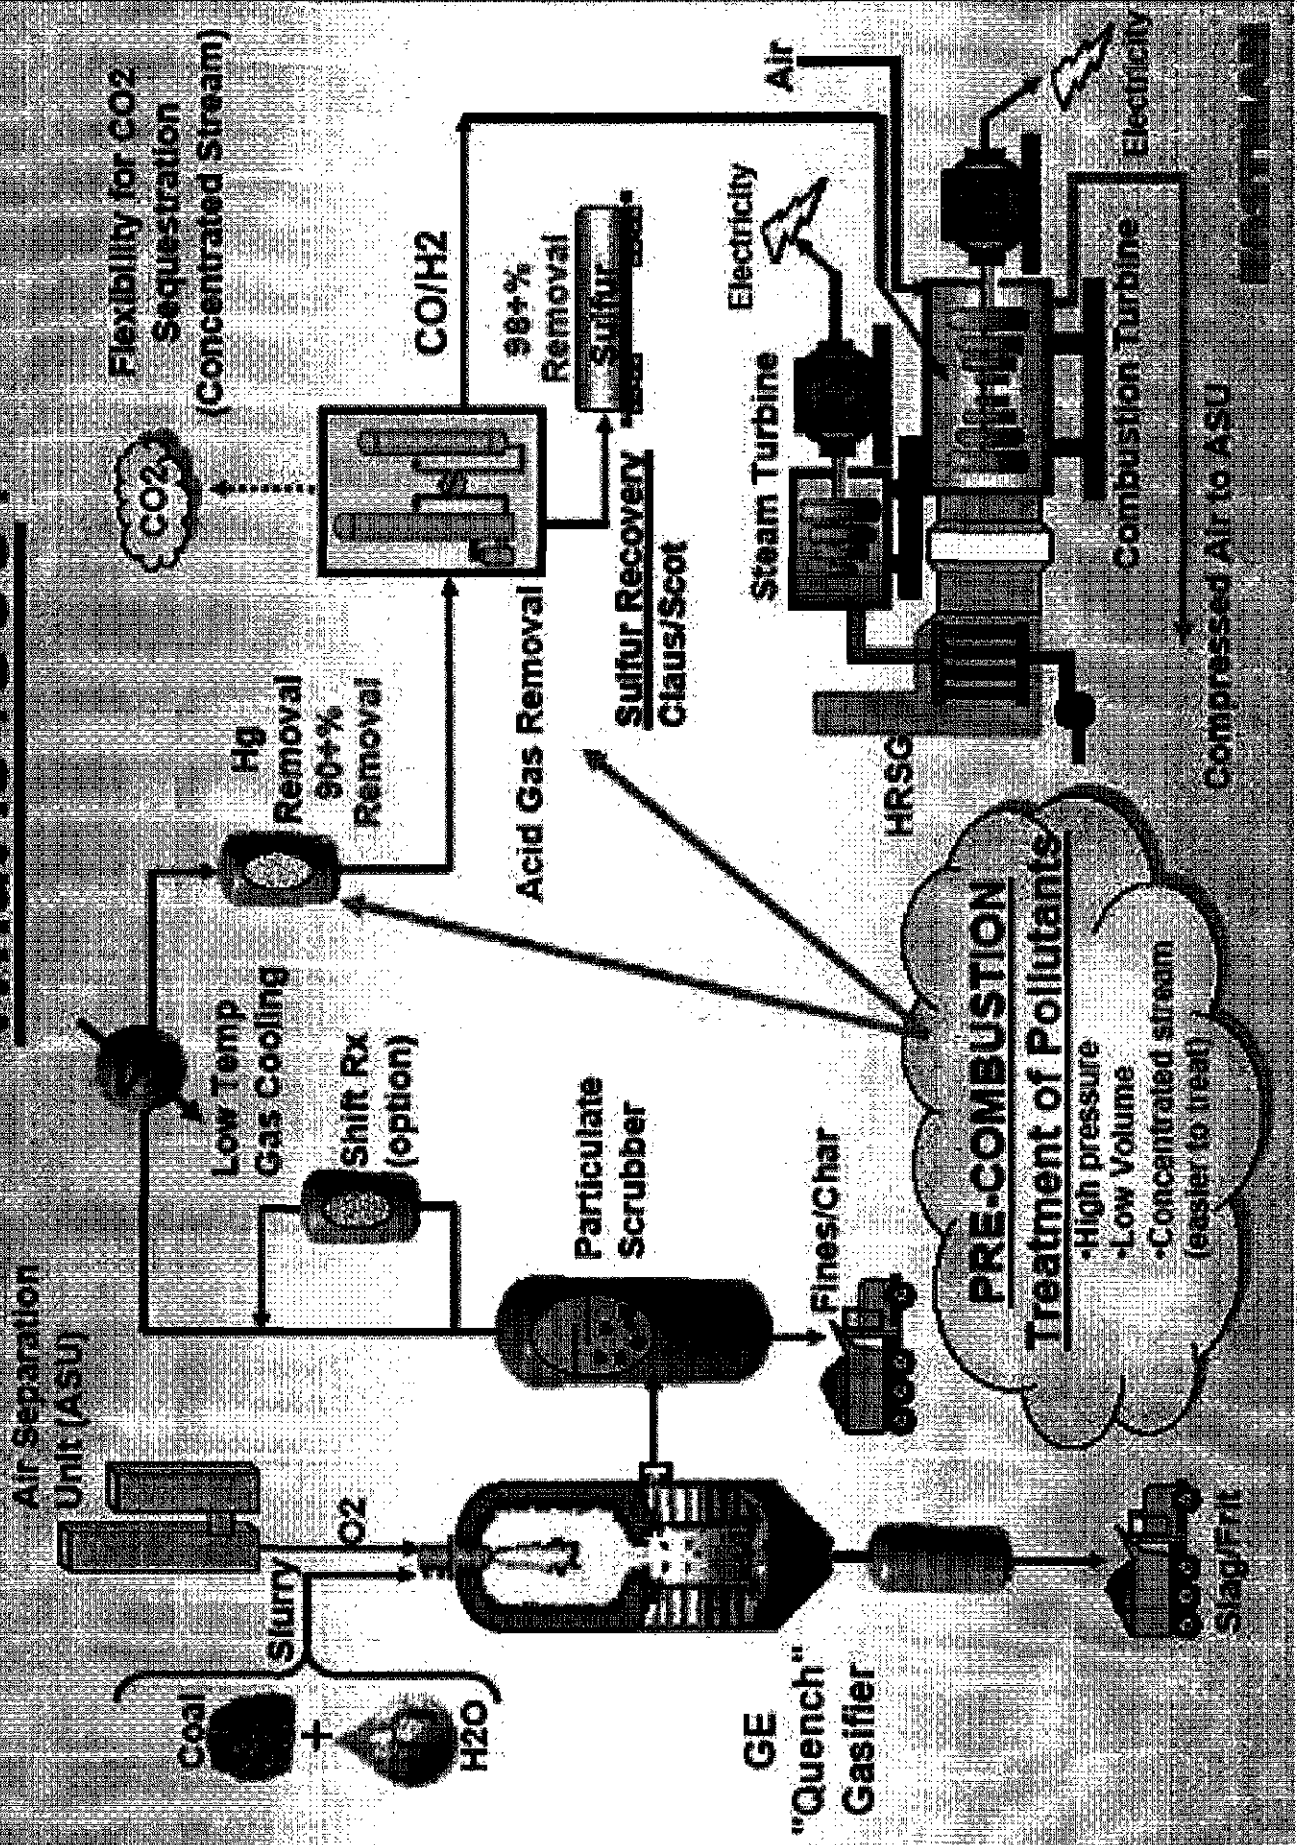 Air Separation
Unit (ASU)
Coal
+
H2O
Slurry
O2
GE
"Quench"
Gasifier
Slag/Frit
Particulate
Scrubber
Fines/Char
Shift Rx
(option)
Low Temp
Gas Cooling
Hg
Removal
90+%
Removal
Flexibility for CO2
Sequestration
(Concentrated Stream)
CO2
Acid Gas Removal
CO/H2
98+%
Removal
Sulfur
Sulfur Recovery
Claus/Scot
Steam Turbine
Electricity
Air
HRSG
Combustion Turbine
Electricity
Compressed Air to ASU
PRE-COMBUSTION
Treatment of Pollutants
•High pressure
•Low Volume
•Concentrated stream
(easier to treat)